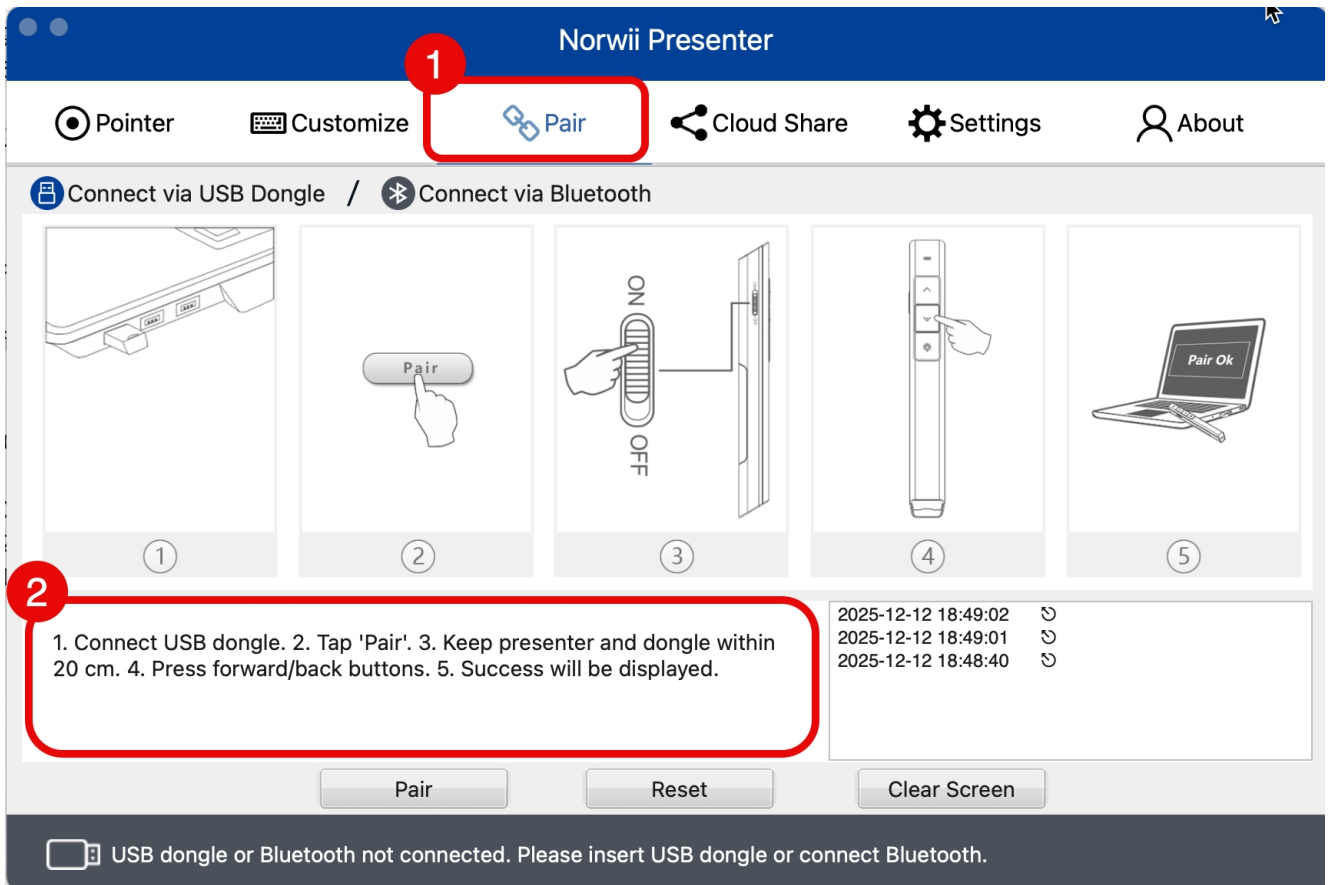 Norwii Presenter
1
Pointer
Customize
Pair
Cloud Share
Settings
About
Connect via USB Dongle / Connect via Bluetooth
Pair
ON
OFF
Pair Ok
1
2
3
4
5
2
1. Connect USB dongle. 2. Tap 'Pair'. 3. Keep presenter and dongle within
20 cm. 4. Press forward/back buttons. 5. Success will be displayed.
2025-12-12 18:49:02
2025-12-12 18:49:01
2025-12-12 18:48:40
Pair
Reset
Clear Screen
USB dongle or Bluetooth not connected. Please insert USB dongle or connect Bluetooth.